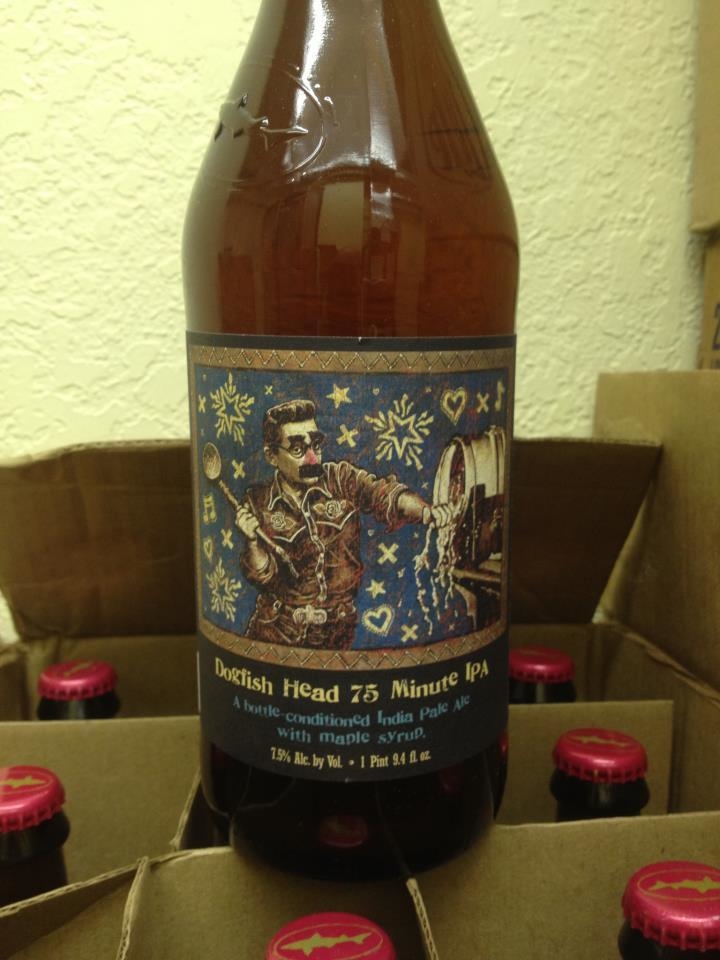 Dogfish Head 75 Minute IPA
A bottle-conditioned India Pale Ale
with maple syrup.
7.5% Alc. by Vol. • 1 Pint 9.4 fl. oz.